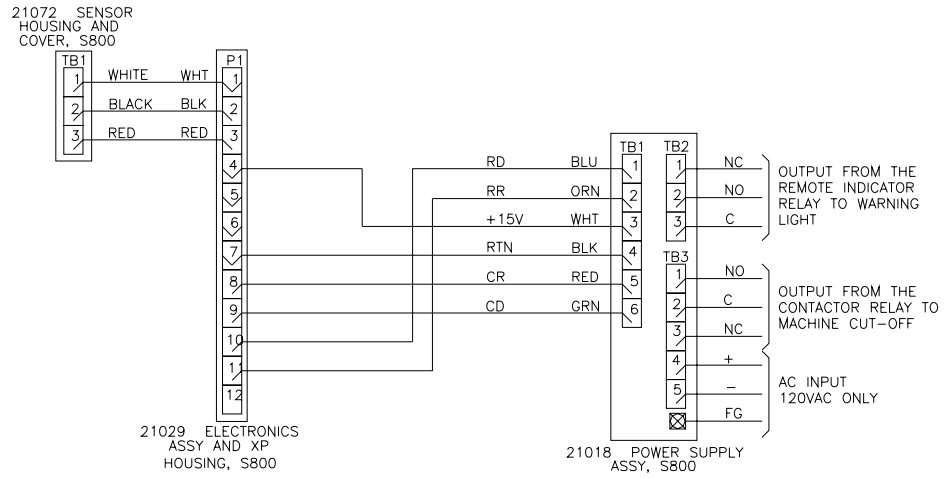 21072 SENSOR
HOUSING AND
COVER, S800
TB1
1 WHITE WHT
2 BLACK BLK
3 RED RED
P1
1
2
3
4
5
6
7
8
9
10
11
12
21029 ELECTRONICS
ASSY AND XP
HOUSING, S800
RD BLU
RR ORN
+15V WHT
RTN BLK
CR RED
CD GRN
TB1
1
2
3
4
5
6
TB2
1 NC
2 NO
3 C
OUTPUT FROM THE
REMOTE INDICATOR
RELAY TO WARNING
LIGHT
TB3
1 NO
2 C
3 NC
4 +
5 –
FG
OUTPUT FROM THE
CONTACTOR RELAY TO
MACHINE CUT–OFF
AC INPUT
120VAC ONLY
21018 POWER SUPPLY
ASSY, S800